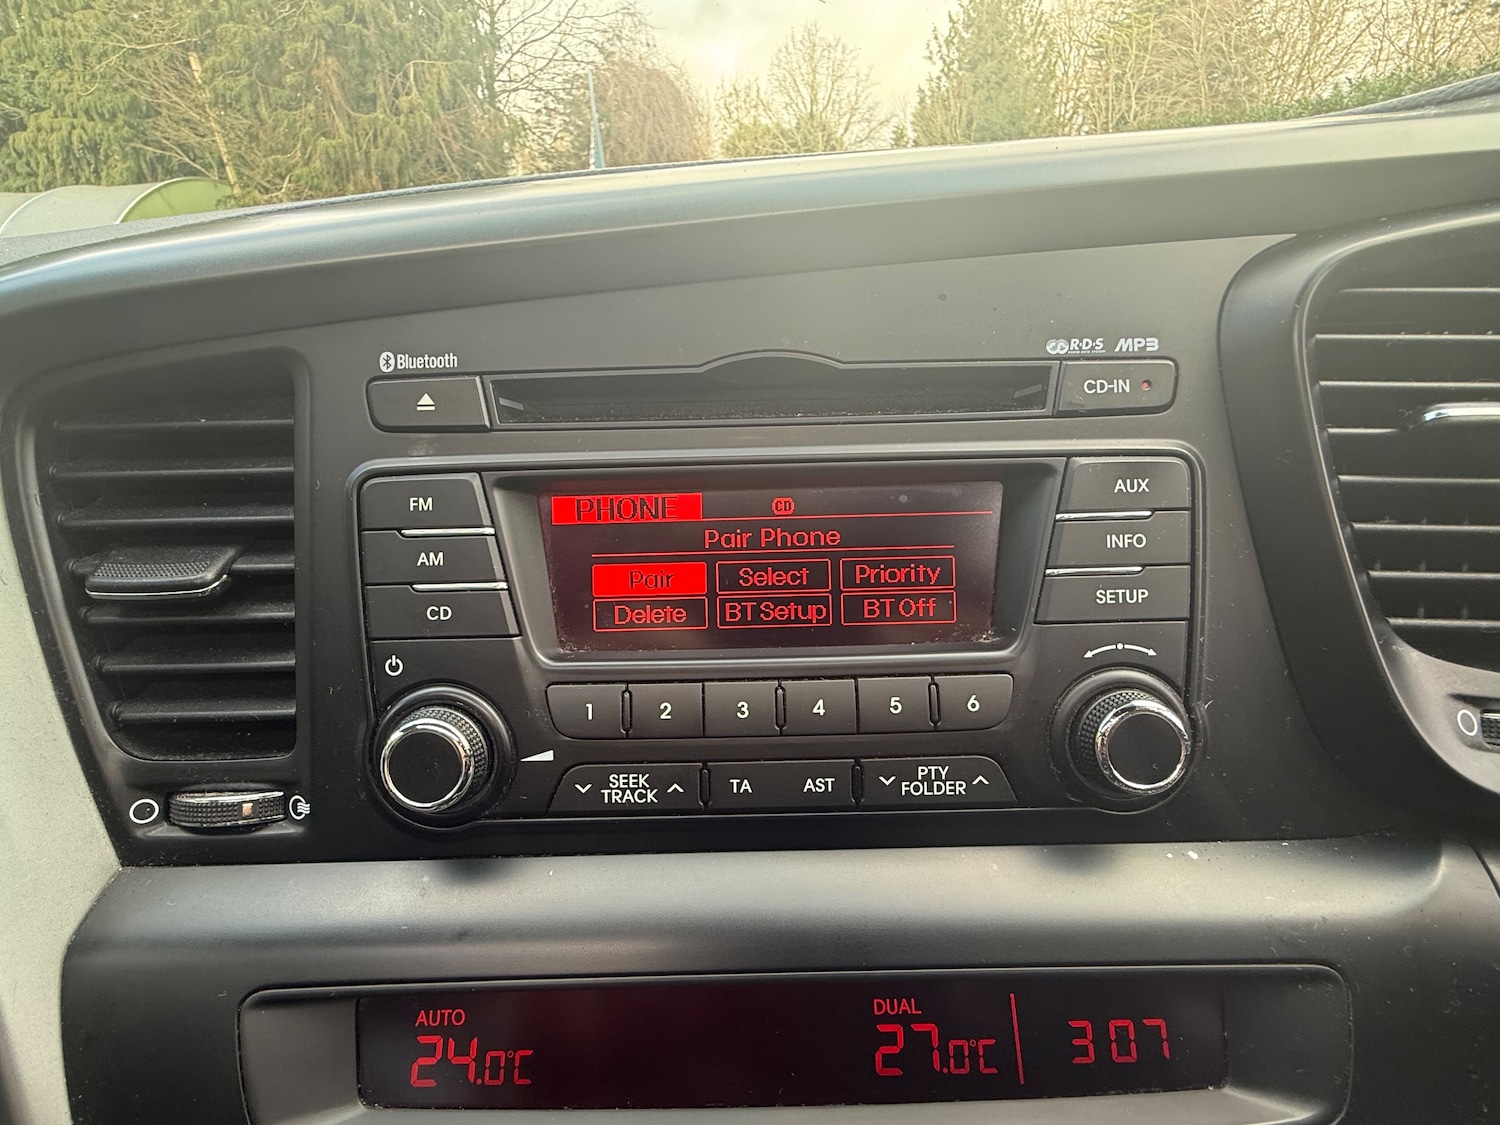 Bluetooth
R·D·S MP3
CD-IN
FM
AM
CD
PHONE CD
Pair Phone
Pair Select Priority
Delete BT Setup BT Off
AUX
INFO
SETUP
1 2 3 4 5 6
SEEK
TRACK
TA
AST
PTY
FOLDER
AUTO
24.0°C
DUAL
27.0°C
3:07